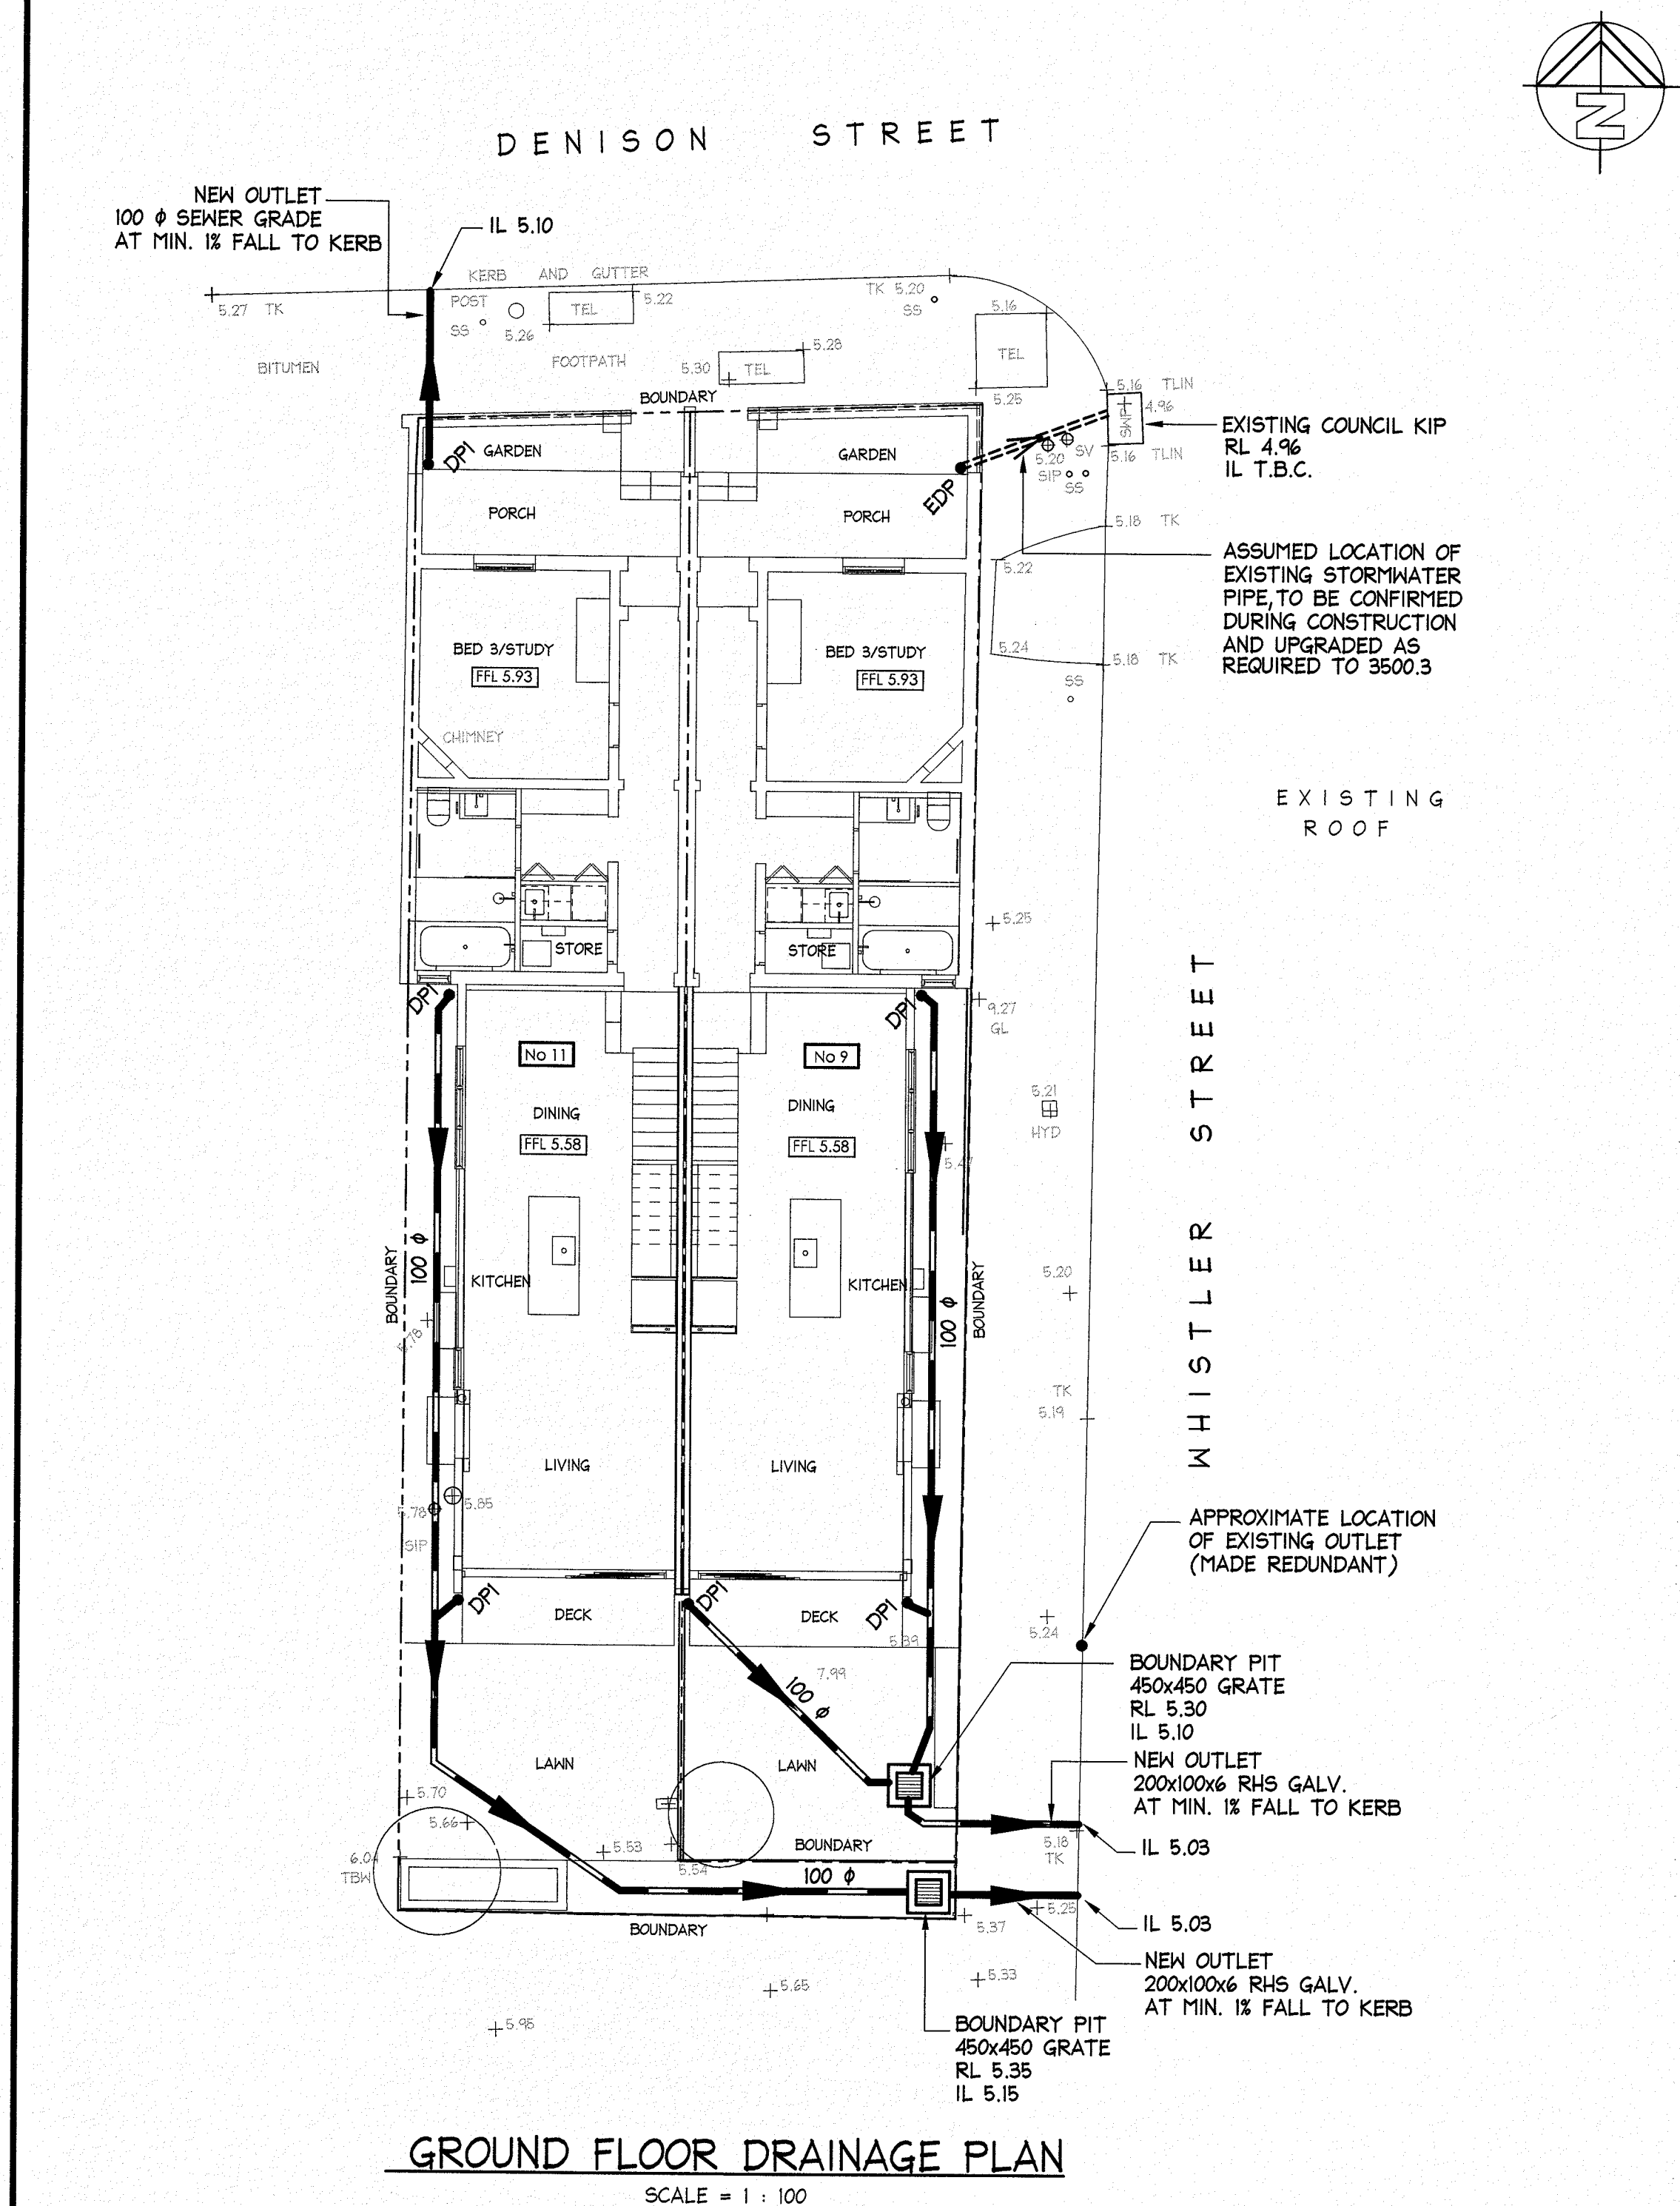 N
DENISON STREET
NEW OUTLET
100 ϕ SEWER GRADE
AT MIN. 1% FALL TO KERB
IL 5.10
KERB AND GUTTER
5.27 TK
POST
SS
5.26
TEL
5.22
TK 5.20
SS
5.16
TEL
BITUMEN
FOOTPATH
5.30
TEL
5.28
5.25
BOUNDARY
5.16 TLIN
4.96
SMH
5.16 TLIN
EXISTING COUNCIL KIP
RL 4.96
IL T.B.C.
DP1
GARDEN
GARDEN
EDP
5.20
SV
SIP
SS
PORCH
PORCH
5.18 TK
ASSUMED LOCATION OF
EXISTING STORMWATER
PIPE, TO BE CONFIRMED
DURING CONSTRUCTION
AND UPGRADED AS
REQUIRED TO 3500.3
5.22
5.24
5.18 TK
SS
BED 3/STUDY
FFL 5.93
BED 3/STUDY
FFL 5.93
CHIMNEY
EXISTING
ROOF
STORE
STORE
5.25
DP1
DP1
9.27
GL
No 11
No 9
DINING
FFL 5.58
DINING
FFL 5.58
5.21
HYD
WHISTLER STREET
BOUNDARY
100 ϕ
KITCHEN
KITCHEN
100 ϕ
BOUNDARY
5.20
5.78
TK
5.19
LIVING
LIVING
5.78
5.85
SIP
APPROXIMATE LOCATION
OF EXISTING OUTLET
(MADE REDUNDANT)
DP1
DECK
DP1
DECK
DP1
5.89
5.24
7.99
100 ϕ
BOUNDARY PIT
450x450 GRATE
RL 5.30
IL 5.10
LAWN
LAWN
NEW OUTLET
200x100x6 RHS GALV.
AT MIN. 1% FALL TO KERB
5.70
5.66
5.53
5.54
BOUNDARY
5.18
TK
IL 5.03
TBW
100 ϕ
5.25
5.37
IL 5.03
BOUNDARY
NEW OUTLET
200x100x6 RHS GALV.
AT MIN. 1% FALL TO KERB
5.65
5.33
5.95
BOUNDARY PIT
450x450 GRATE
RL 5.35
IL 5.15
GROUND FLOOR DRAINAGE PLAN
SCALE = 1 : 100